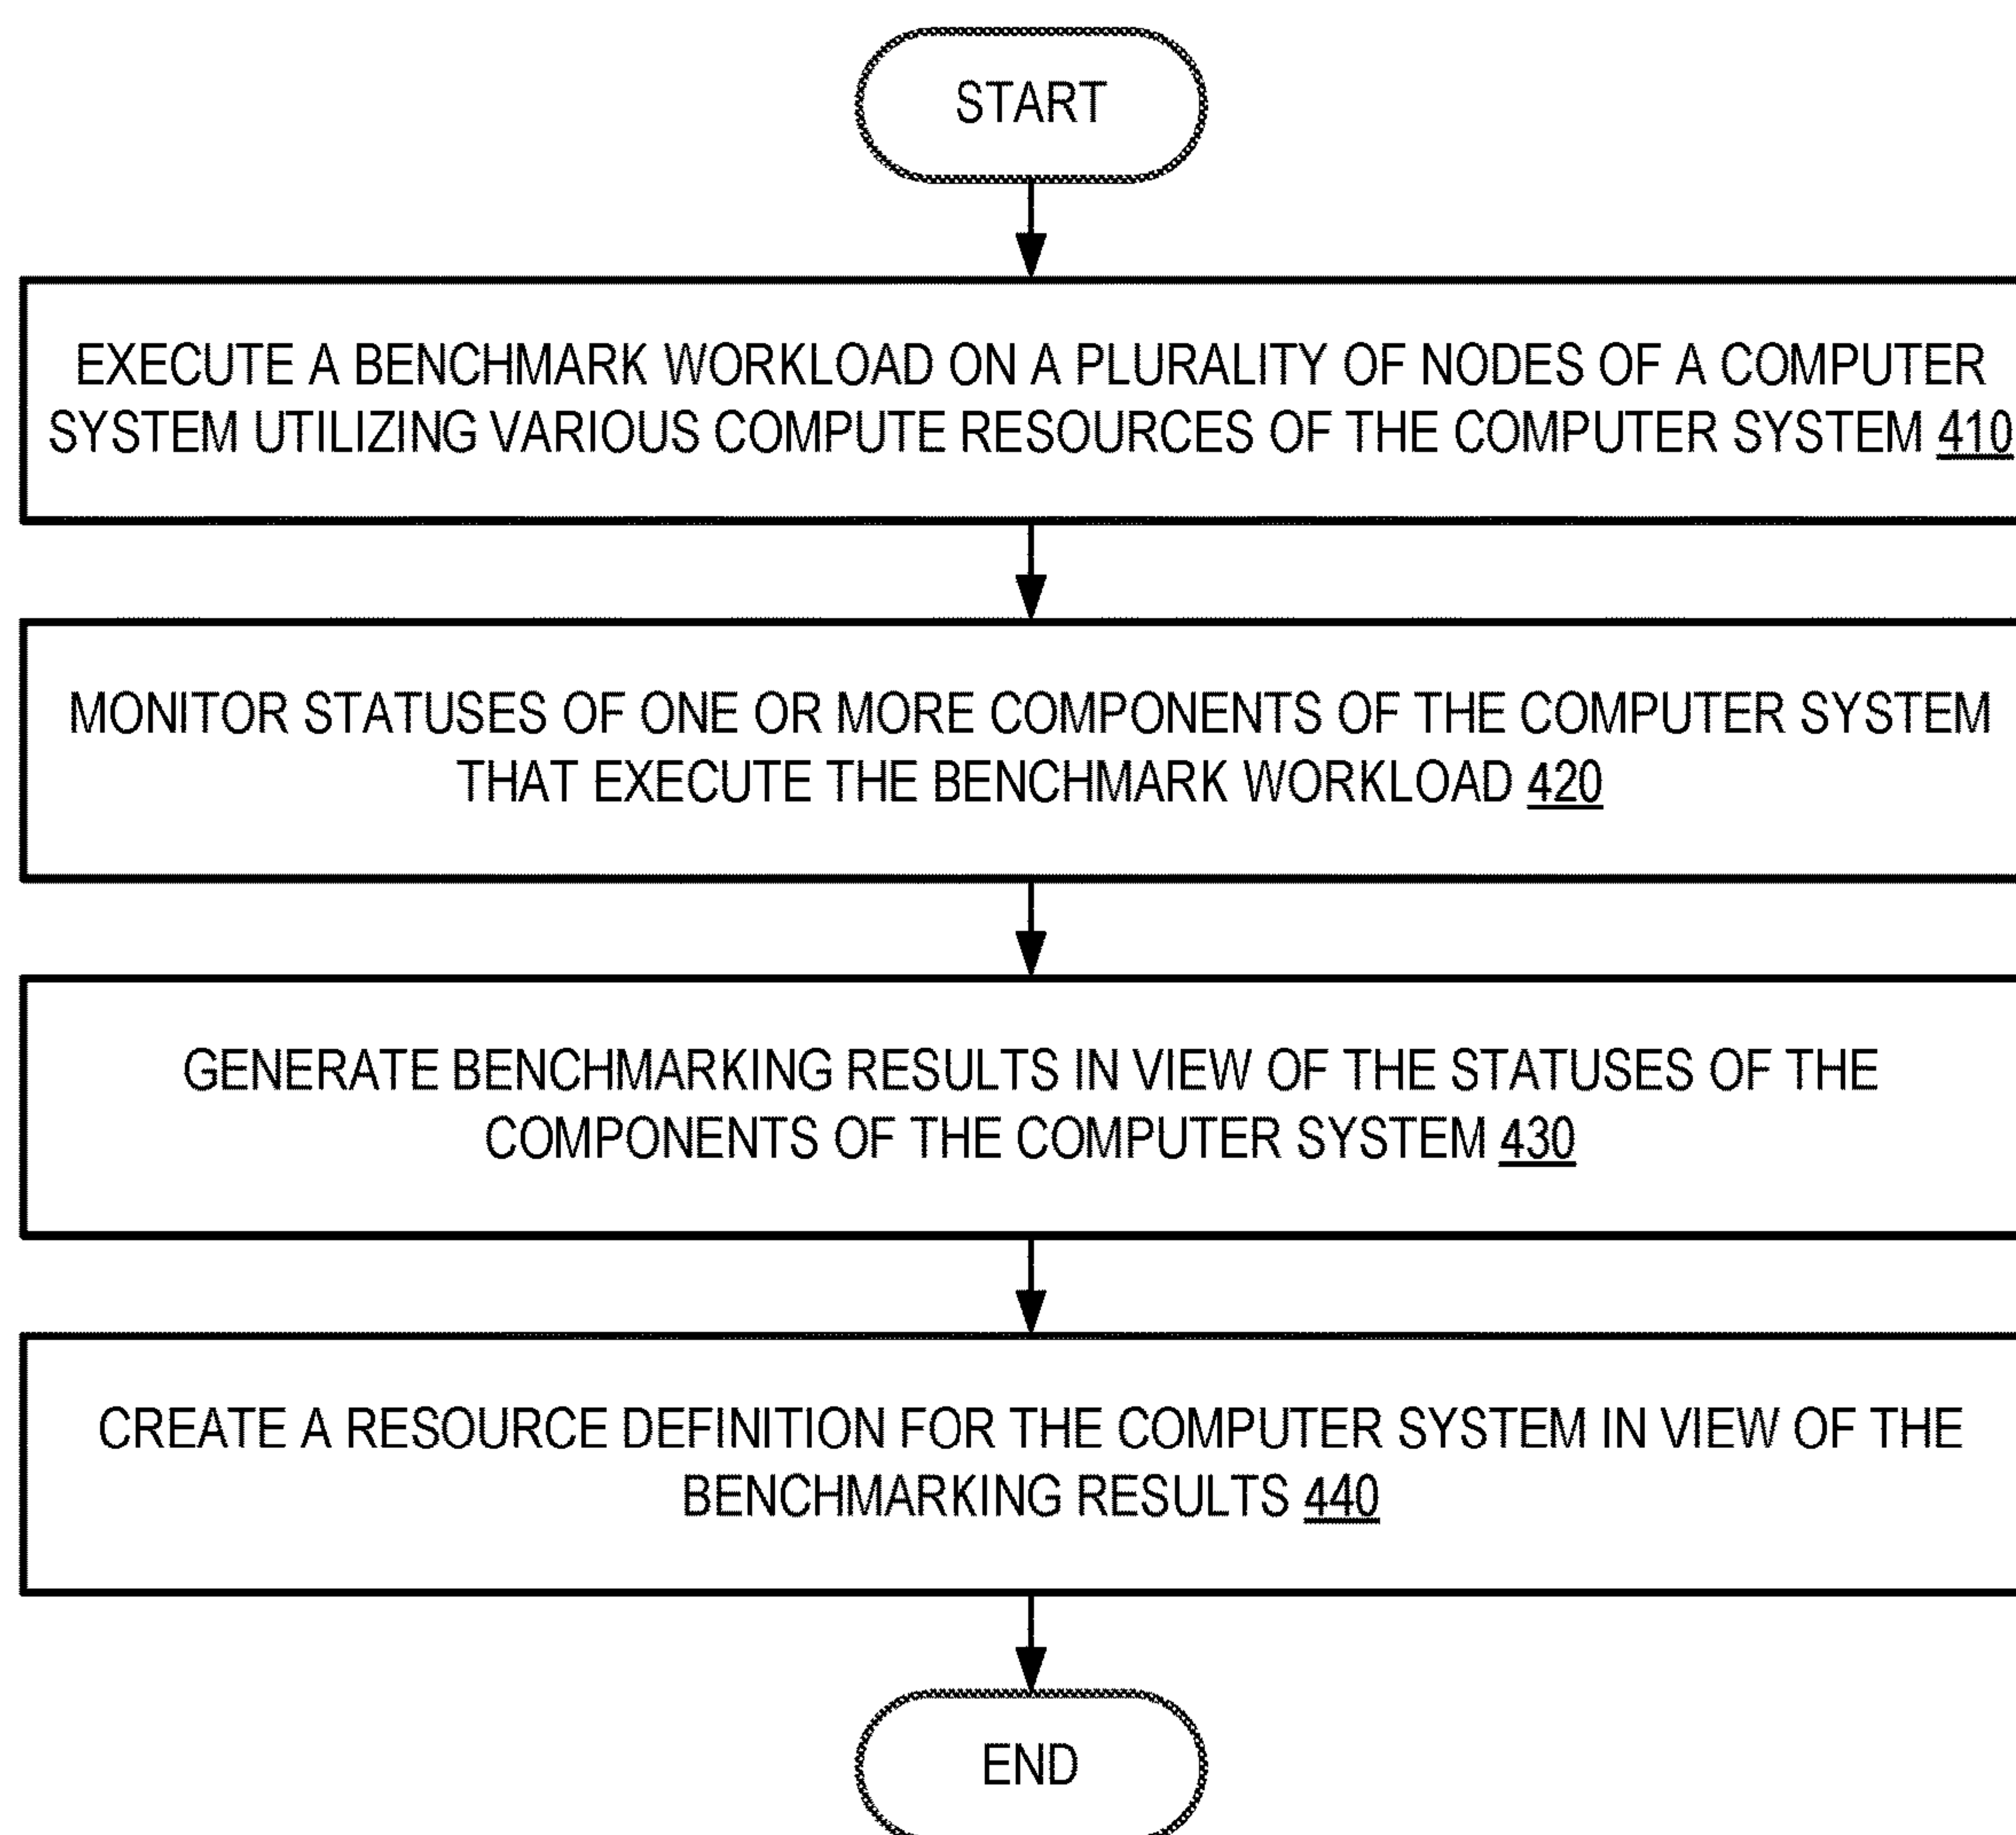 START
EXECUTE A BENCHMARK WORKLOAD ON A PLURALITY OF NODES OF A COMPUTER
SYSTEM UTILIZING VARIOUS COMPUTE RESOURCES OF THE COMPUTER SYSTEM 410
MONITOR STATUSES OF ONE OR MORE COMPONENTS OF THE COMPUTER SYSTEM
THAT EXECUTE THE BENCHMARK WORKLOAD 420
GENERATE BENCHMARKING RESULTS IN VIEW OF THE STATUSES OF THE
COMPONENTS OF THE COMPUTER SYSTEM 430
CREATE A RESOURCE DEFINITION FOR THE COMPUTER SYSTEM IN VIEW OF THE
BENCHMARKING RESULTS 440
END